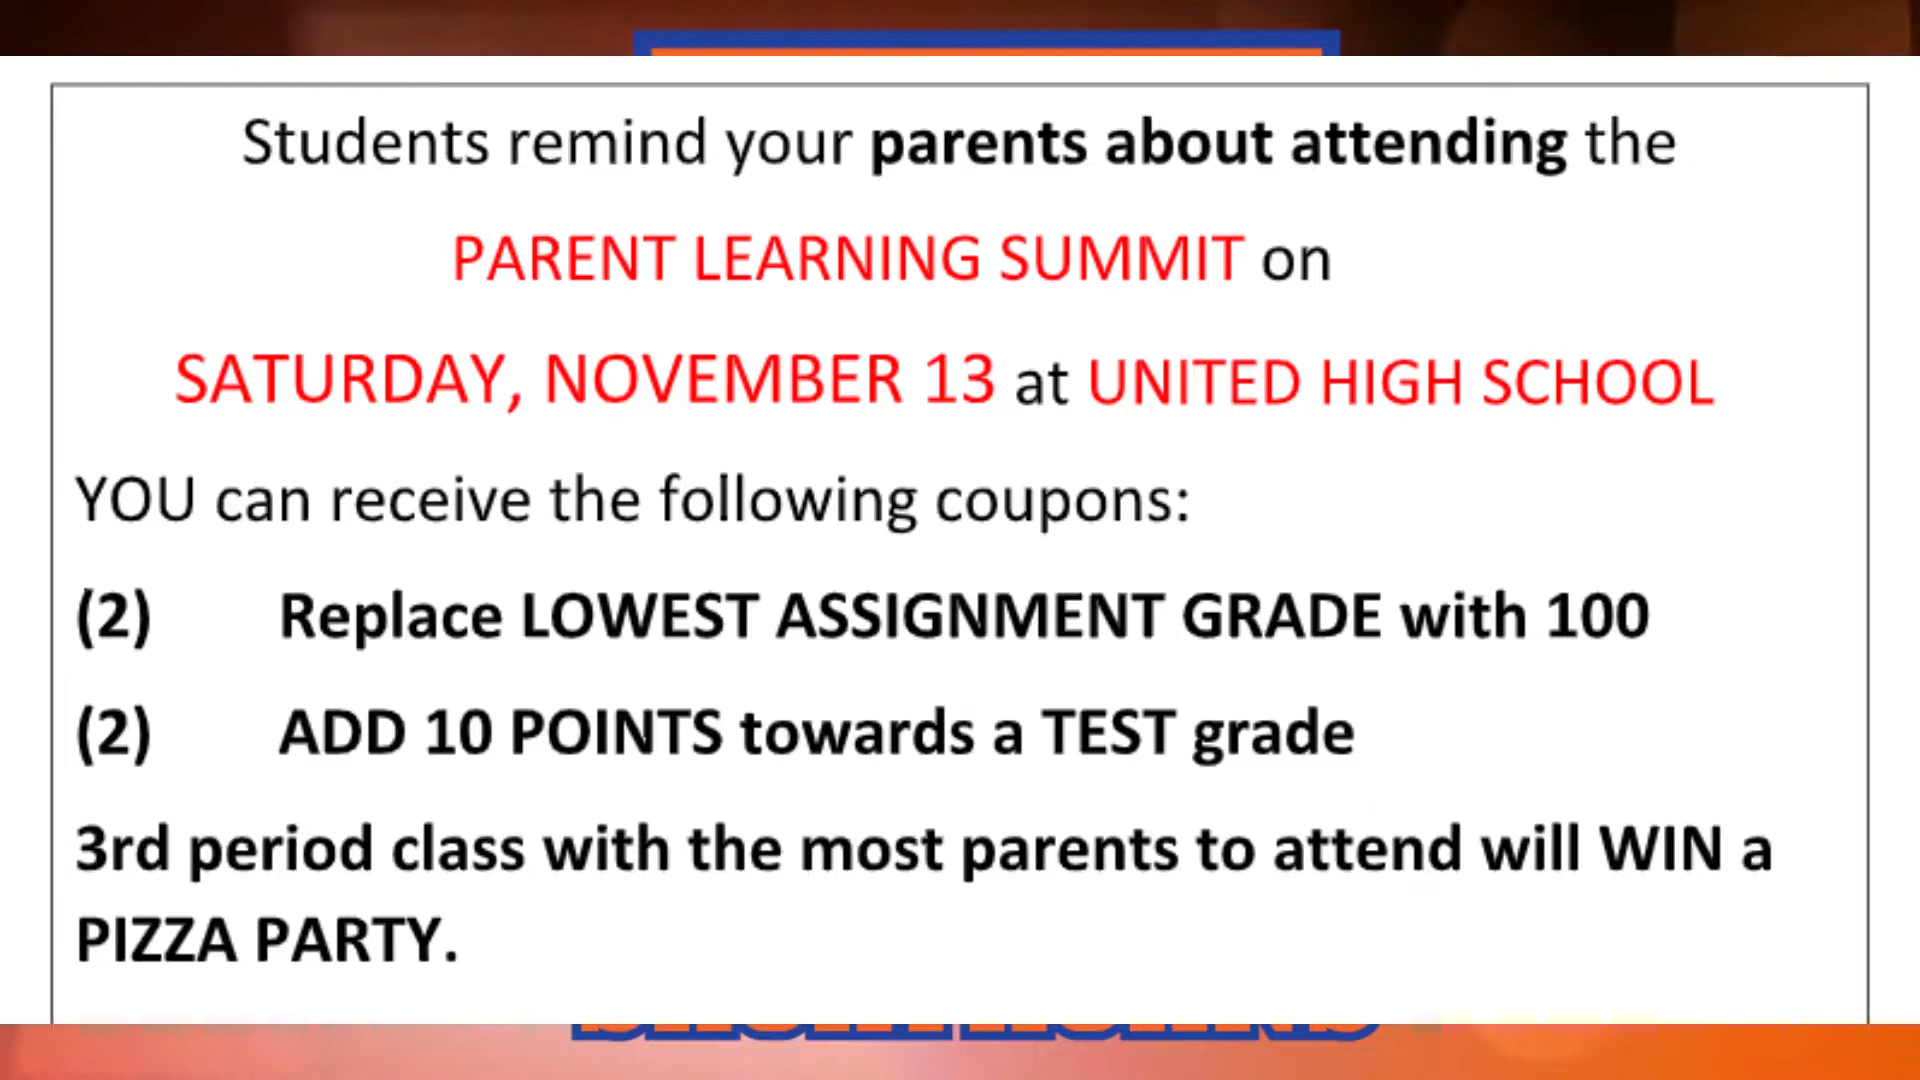 Students remind your parents about attending the
PARENT LEARNING SUMMIT on
SATURDAY, NOVEMBER 13 at UNITED HIGH SCHOOL
YOU can receive the following coupons:
(2) Replace LOWEST ASSIGNMENT GRADE with 100
(2) ADD 10 POINTS towards a TEST grade
3rd period class with the most parents to attend will WIN a
PIZZA PARTY.